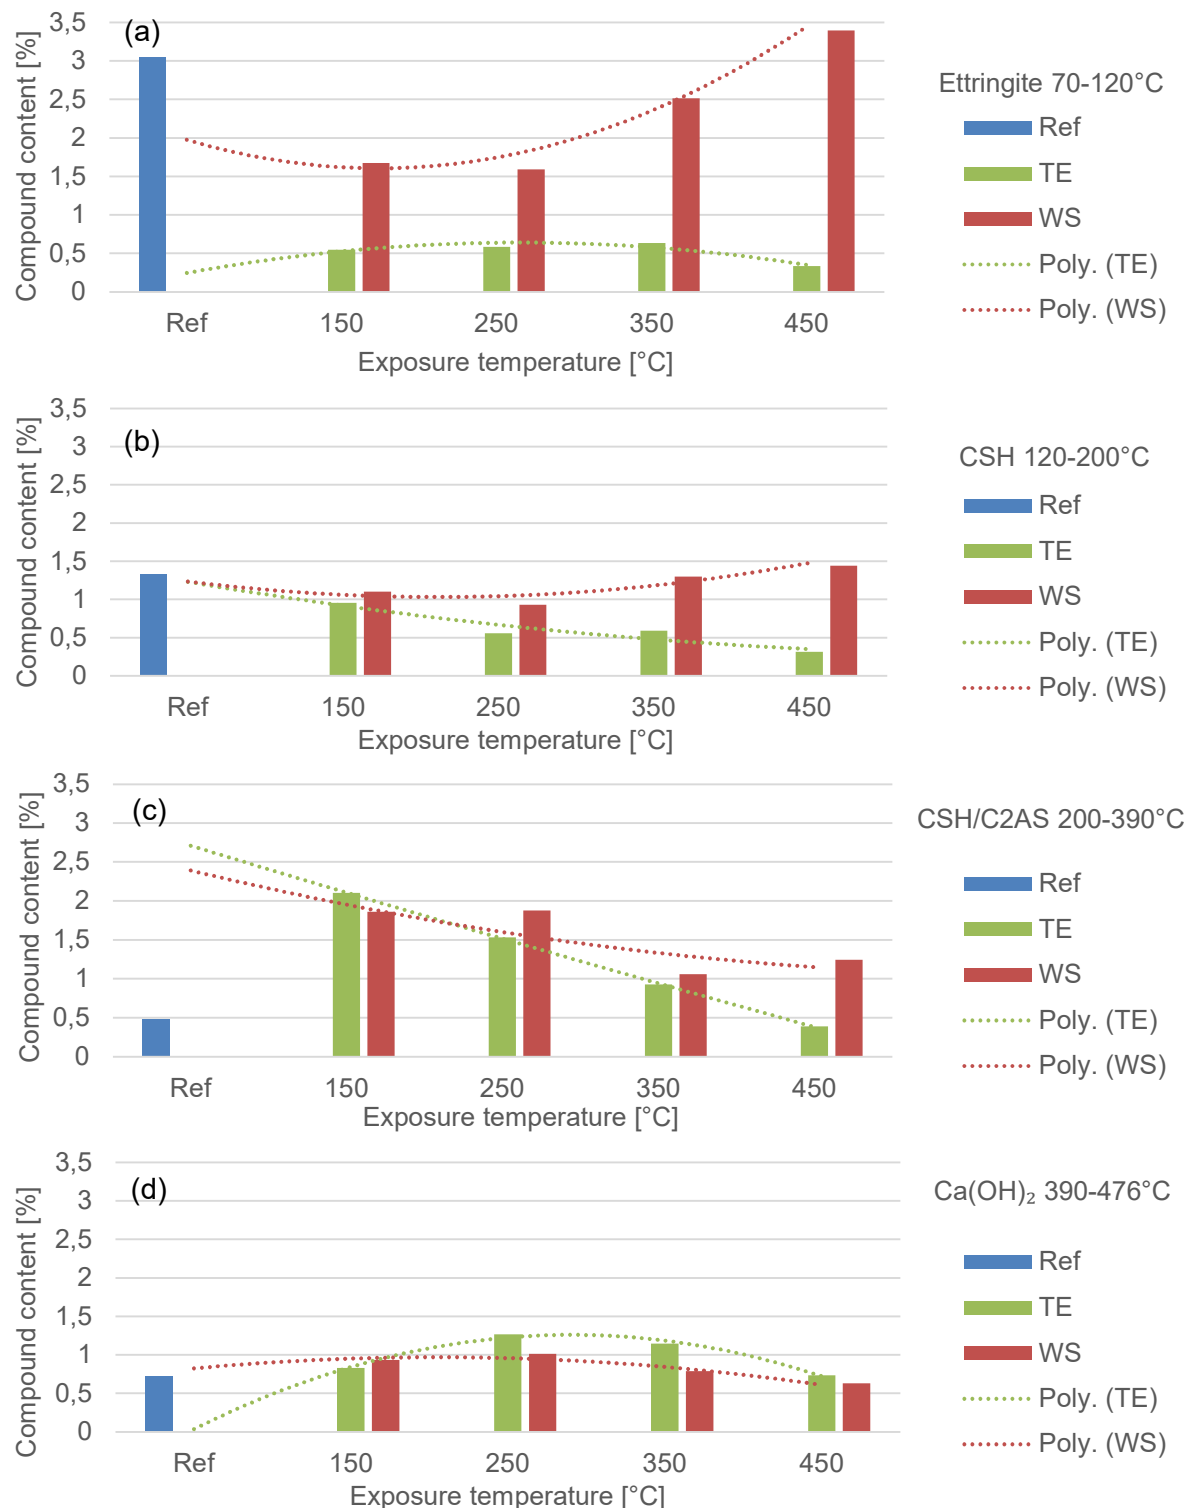 (a)
Compound content [%]
3,5
3
2,5
2
1,5
1
0,5
0
Ref 150 250 350 450
Exposure temperature [°C]
Ettringite 70-120°C
Ref
TE
WS
Poly. (TE)
Poly. (WS)
(b)
Compound content [%]
3,5
3
2,5
2
1,5
1
0,5
0
Ref 150 250 350 450
Exposure temperature [°C]
CSH 120-200°C
Ref
TE
WS
Poly. (TE)
Poly. (WS)
(c)
Compound content [%]
3,5
3
2,5
2
1,5
1
0,5
0
Ref 150 250 350 450
Exposure temperature [°C]
CSH/C2AS 200-390°C
Ref
TE
WS
Poly. (TE)
Poly. (WS)
(d)
Compound content [%]
3,5
3
2,5
2
1,5
1
0,5
0
Ref 150 250 350 450
Exposure temperature [°C]
Ca(OH)₂ 390-476°C
Ref
TE
WS
Poly. (TE)
Poly. (WS)